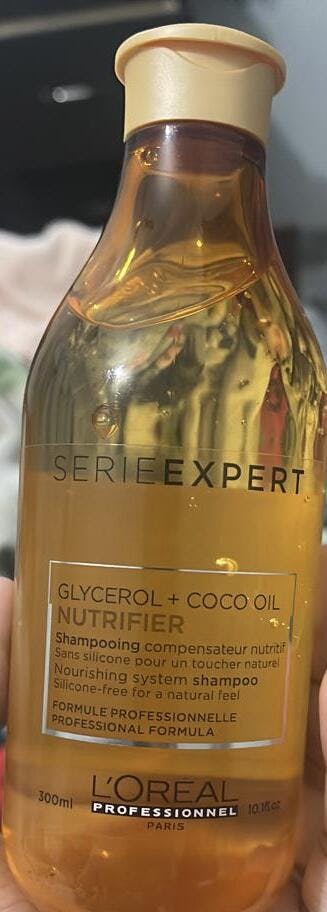 SERIEEXPERT
GLYCEROL + COCO OIL
NUTRIFIER
Shampooing compensateur nutritif
Sans silicone pour un toucher naturel
Nourishing system shampoo
Silicone-free for a natural feel
FORMULE PROFESSIONNELLE
PROFESSIONAL FORMULA
300ml L'ORÉAL 10.1fl.oz
PROFESSIONNEL
PARIS